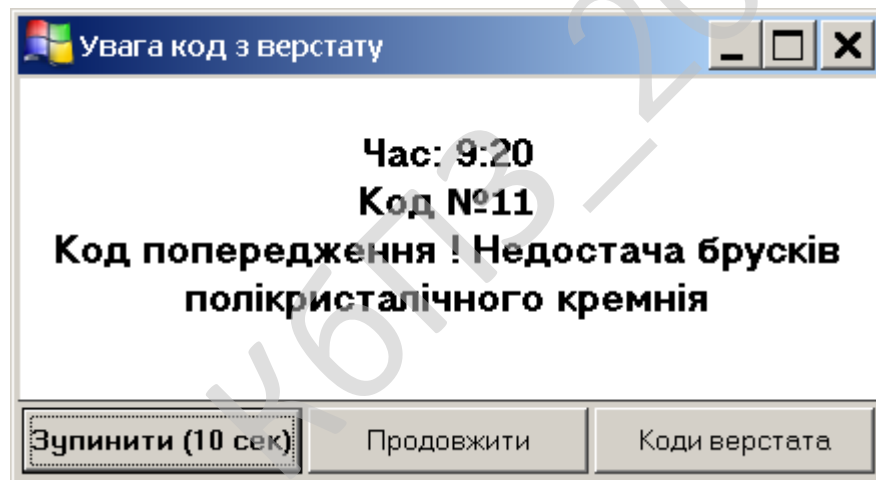 Увага код з верстату
Час: 9:20
Код №11
Код попередження ! Недостача брусків
полікристалічного кремнія
Зупинити (10 сек) Продовжити Коди верстата
КбПЗ_20